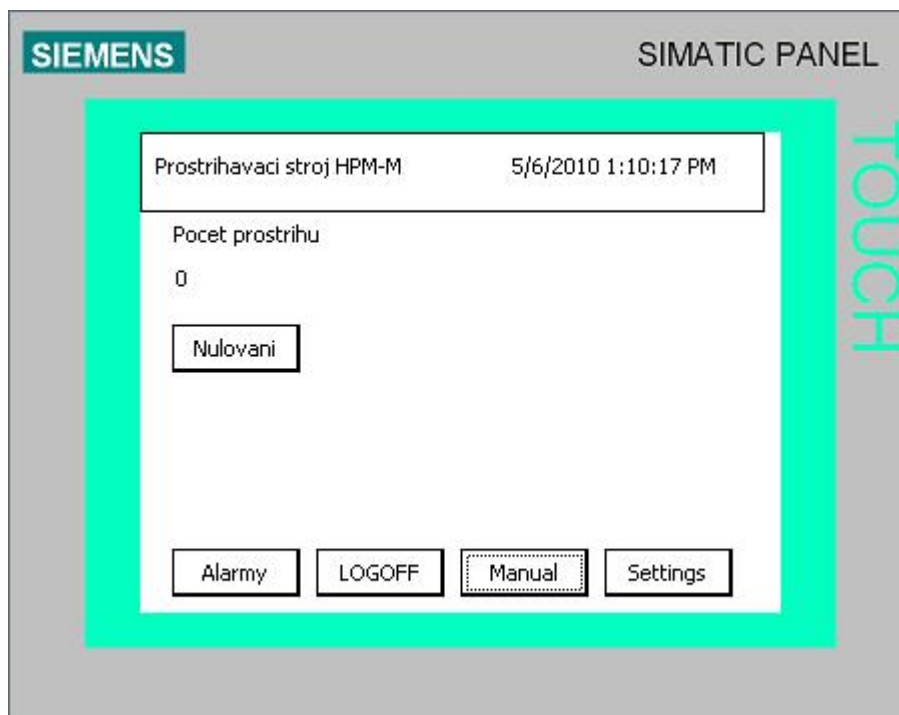 SIEMENS
SIMATIC PANEL
TOUCH
Prostrihavaci stroj HPM-M 5/6/2010 1:10:17 PM
Pocet prostrihu
0
Nulovani
Alarmy LOGOFF Manual Settings